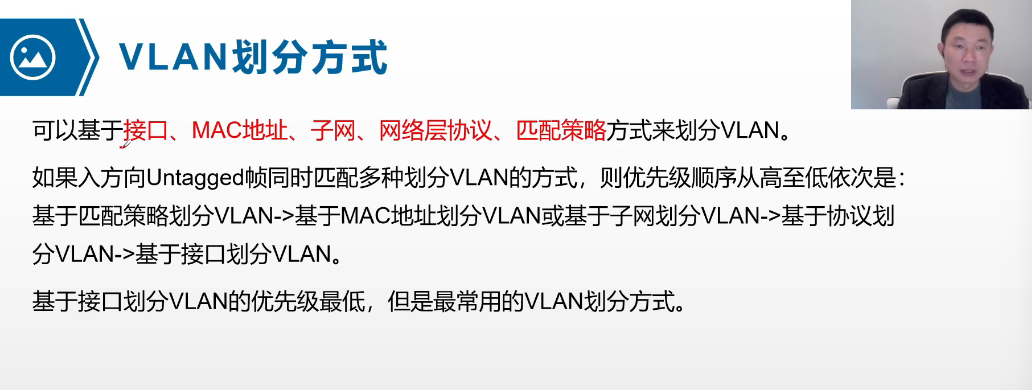 VLAN划分方式
可以基于接口、MAC地址、子网、网络层协议、匹配策略方式来划分VLAN。
如果入方向Untagged帧同时匹配多种划分VLAN的方式，则优先级顺序从高至低依次是：
基于匹配策略划分VLAN->基于MAC地址划分VLAN或基于子网划分VLAN->基于协议划
分VLAN->基于接口划分VLAN。
基于接口划分VLAN的优先级最低，但是最常用的VLAN划分方式。